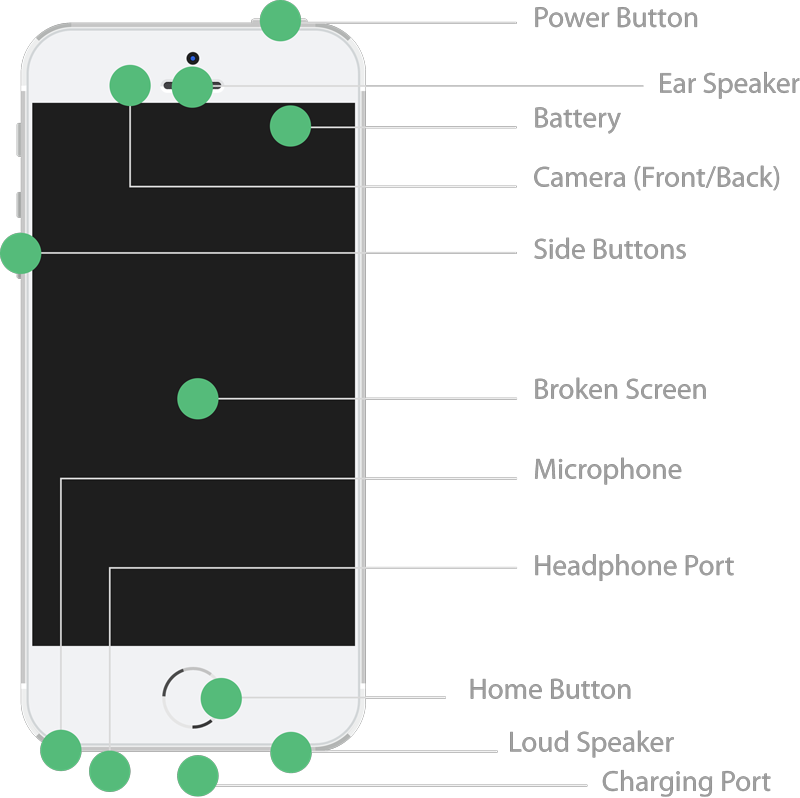 Power Button
Ear Speaker
Battery
Camera (Front/Back)
Side Buttons
Broken Screen
Microphone
Headphone Port
Home Button
Loud Speaker
Charging Port